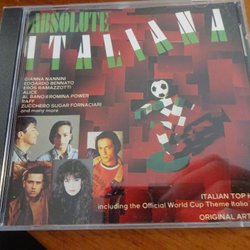 ABSOLUTE
ITALIANA
GIANNA NANNINI
EDOARDO BENNATO
EROS RAMAZZOTTI
ALICE
AL BANO & ROMINA POWER
RAFF
ZUCCHERO SUGAR FORNACIARI
and many more
ITALIAN TOP
including the Official World Cup Theme Italia
ORIGINAL